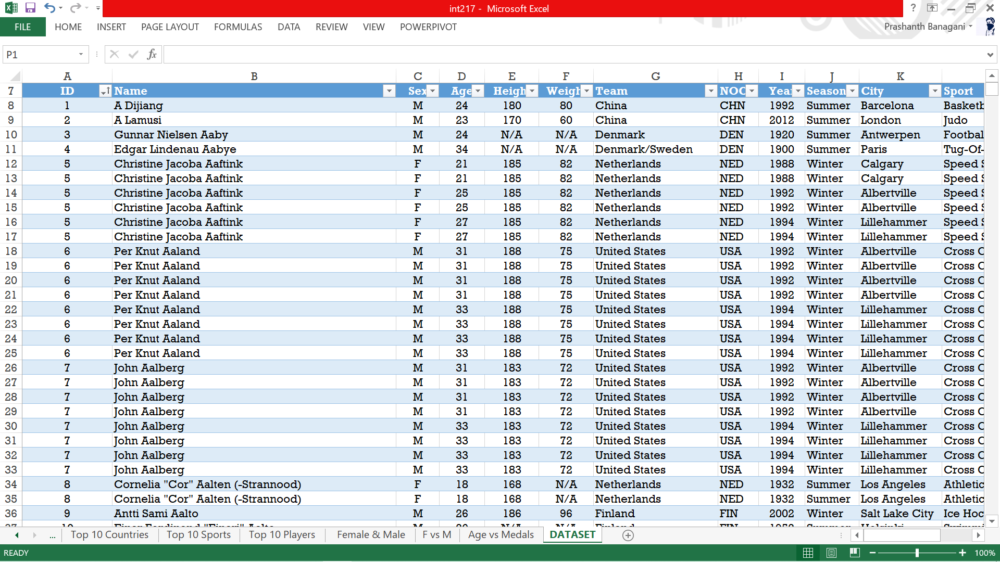 int217 - Microsoft Excel
?
FILE HOME INSERT PAGE LAYOUT FORMULAS DATA REVIEW VIEW POWERPIVOT Prashanth Banagani
P1 fx
A B C D E F G H I J K
7 ID Name Sex Age Heigh Weigh Team NOC Yea Season City Sport
8 1 A Dijiang M 24 180 80 China CHN 1992 Summer Barcelona Basketb
9 2 A Lamusi M 23 170 60 China CHN 2012 Summer London Judo
10 3 Gunnar Nielsen Aaby M 24 N/A N/A Denmark DEN 1920 Summer Antwerpen Footbal
11 4 Edgar Lindenau Aabye M 34 N/A N/A Denmark/Sweden DEN 1900 Summer Paris Tug-Of-
12 5 Christine Jacoba Aaftink F 21 185 82 Netherlands NED 1988 Winter Calgary Speed S
13 5 Christine Jacoba Aaftink F 21 185 82 Netherlands NED 1988 Winter Calgary Speed S
14 5 Christine Jacoba Aaftink F 25 185 82 Netherlands NED 1992 Winter Albertville Speed S
15 5 Christine Jacoba Aaftink F 25 185 82 Netherlands NED 1992 Winter Albertville Speed S
16 5 Christine Jacoba Aaftink F 27 185 82 Netherlands NED 1994 Winter Lillehammer Speed S
17 5 Christine Jacoba Aaftink F 27 185 82 Netherlands NED 1994 Winter Lillehammer Speed S
18 6 Per Knut Aaland M 31 188 75 United States USA 1992 Winter Albertville Cross C
19 6 Per Knut Aaland M 31 188 75 United States USA 1992 Winter Albertville Cross C
20 6 Per Knut Aaland M 31 188 75 United States USA 1992 Winter Albertville Cross C
21 6 Per Knut Aaland M 31 188 75 United States USA 1992 Winter Albertville Cross C
22 6 Per Knut Aaland M 33 188 75 United States USA 1994 Winter Lillehammer Cross C
23 6 Per Knut Aaland M 33 188 75 United States USA 1994 Winter Lillehammer Cross C
24 6 Per Knut Aaland M 33 188 75 United States USA 1994 Winter Lillehammer Cross C
25 6 Per Knut Aaland M 33 188 75 United States USA 1994 Winter Lillehammer Cross C
26 7 John Aalberg M 31 183 72 United States USA 1992 Winter Albertville Cross C
27 7 John Aalberg M 31 183 72 United States USA 1992 Winter Albertville Cross C
28 7 John Aalberg M 31 183 72 United States USA 1992 Winter Albertville Cross C
29 7 John Aalberg M 31 183 72 United States USA 1992 Winter Albertville Cross C
30 7 John Aalberg M 33 183 72 United States USA 1994 Winter Lillehammer Cross C
31 7 John Aalberg M 33 183 72 United States USA 1994 Winter Lillehammer Cross C
32 7 John Aalberg M 33 183 72 United States USA 1994 Winter Lillehammer Cross C
33 7 John Aalberg M 33 183 72 United States USA 1994 Winter Lillehammer Cross C
34 8 Cornelia "Cor" Aalten (-Strannood) F 18 168 N/A Netherlands NED 1932 Summer Los Angeles Athletic
35 8 Cornelia "Cor" Aalten (-Strannood) F 18 168 N/A Netherlands NED 1932 Summer Los Angeles Athletic
36 9 Antti Sami Aalto M 26 186 96 Finland FIN 2002 Winter Salt Lake City Ice Hoc
... Top 10 Countries Top 10 Sports Top 10 Players Female & Male F vs M Age vs Medals DATASET
READY 100%